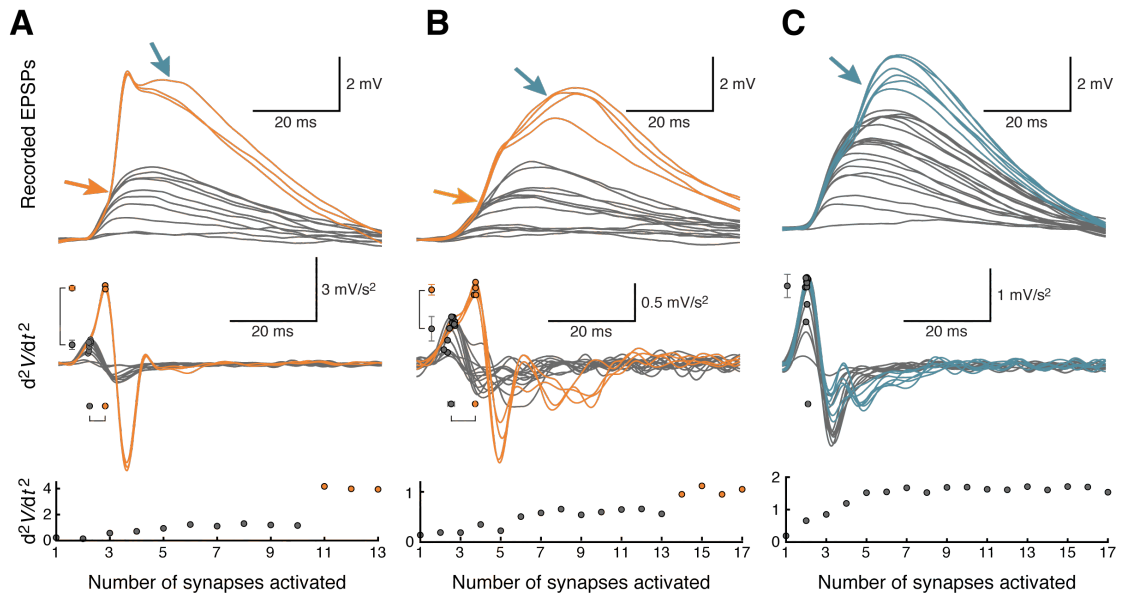 A B C
Recorded EPSPs
2 mV 2 mV 2 mV
20 ms 20 ms 20 ms
d²V/dt²
3 mV/s² 0.5 mV/s² 1 mV/s²
20 ms 20 ms 20 ms
d²V/dt²
4
2
0
1 3 5 7 9 11 13
1
0
1 3 5 7 9 11 13 15 17
2
1
0
1 3 5 7 9 11 13 15 17
Number of synapses activated Number of synapses activated Number of synapses activated